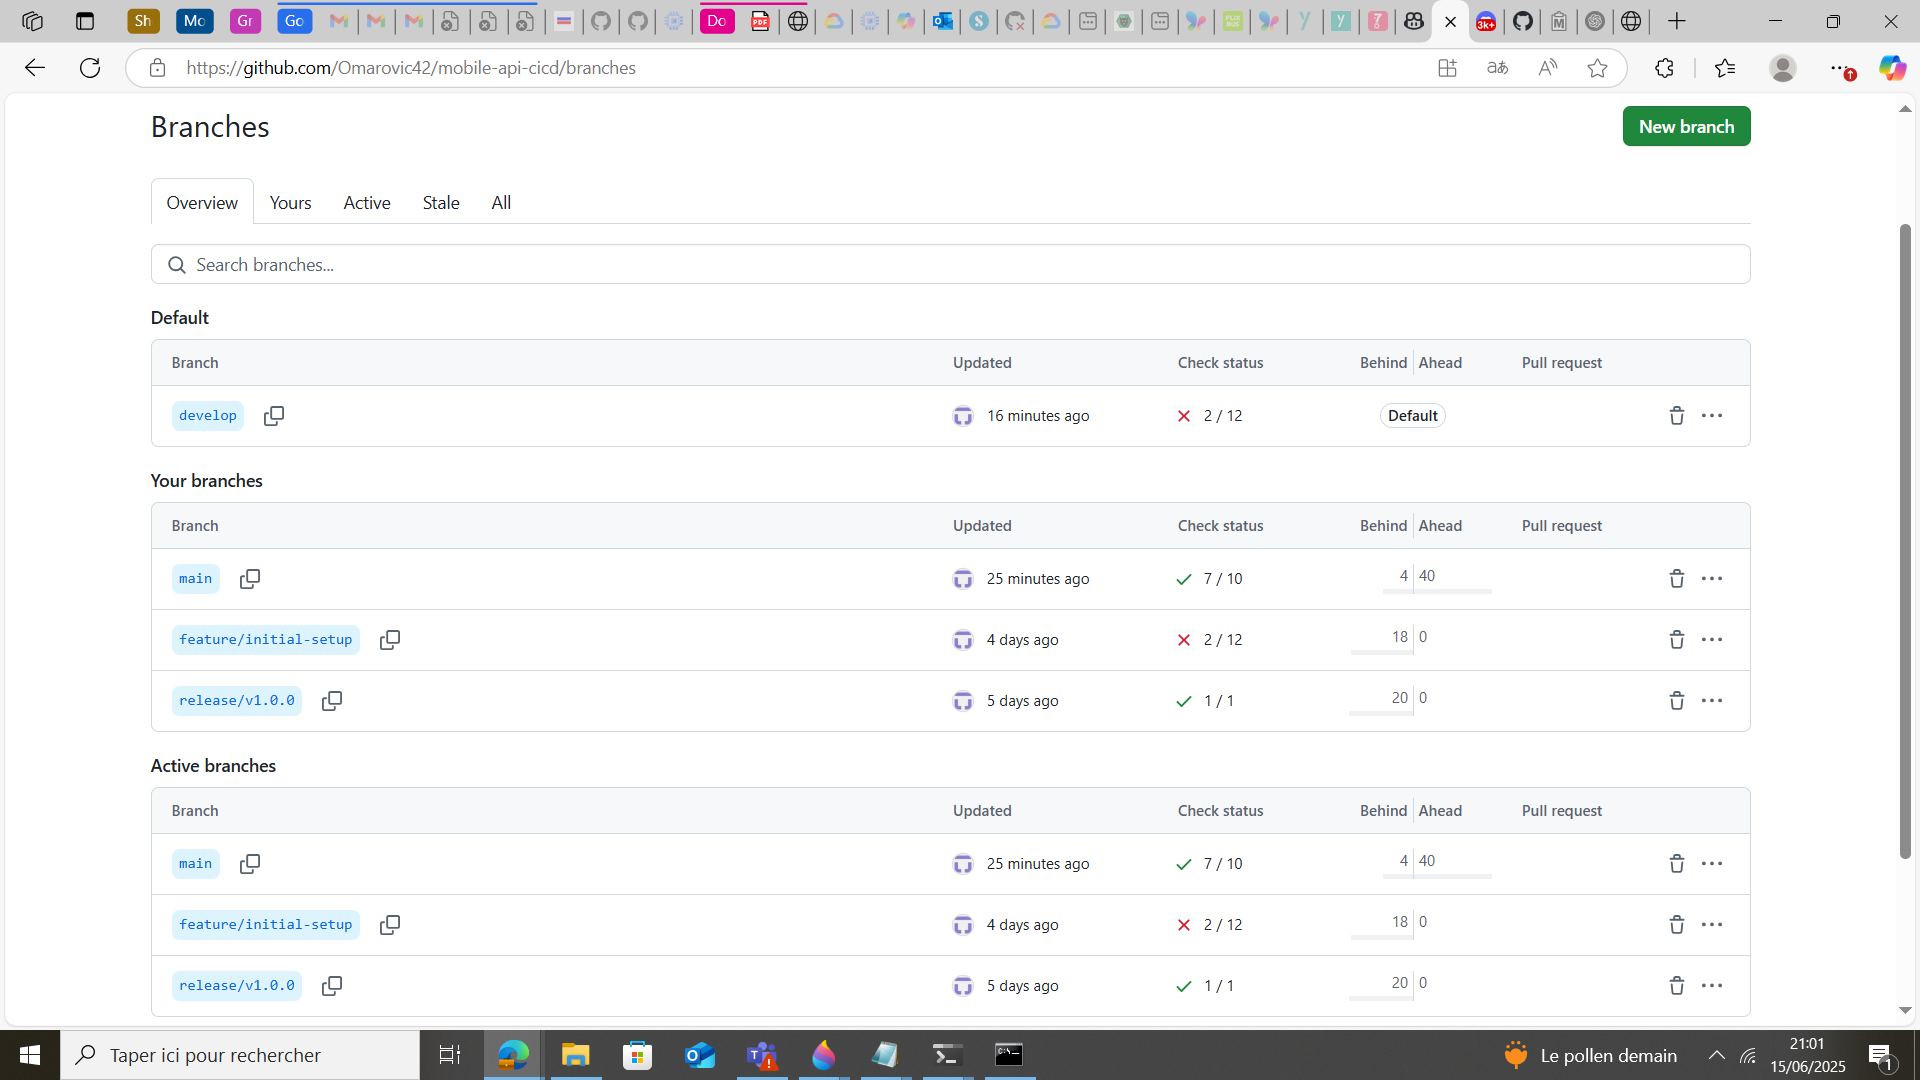 Sh
Mo
Gr
Go
Do
PDF
3k+
https://github.com/Omarovic42/mobile-api-cicd/branches
Branches
New branch
Overview
Yours
Active
Stale
All
Search branches...
Default
Branch
Updated
Check status
Behind
Ahead
Pull request
develop
16 minutes ago
2 / 12
Default
Your branches
Branch
Updated
Check status
Behind
Ahead
Pull request
main
25 minutes ago
7 / 10
4
40
feature/initial-setup
4 days ago
2 / 12
18
0
release/v1.0.0
5 days ago
1 / 1
20
0
Active branches
Branch
Updated
Check status
Behind
Ahead
Pull request
main
25 minutes ago
7 / 10
4
40
feature/initial-setup
4 days ago
2 / 12
18
0
release/v1.0.0
5 days ago
1 / 1
20
0
Taper ici pour rechercher
Le pollen demain
21:01
15/06/2025
1